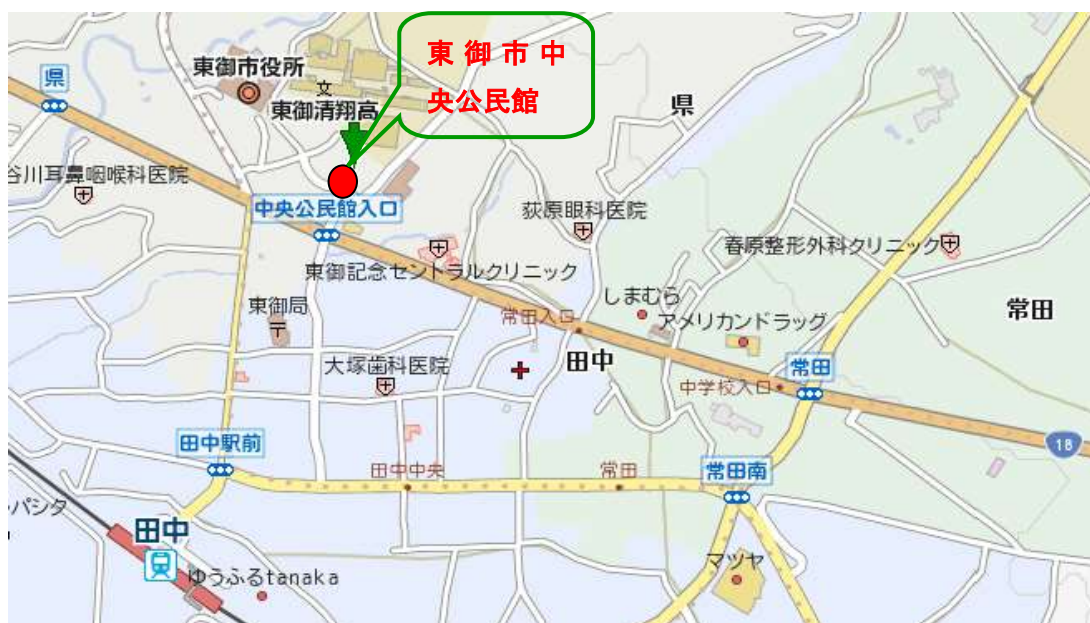 東御市中
央公民館
東御市役所
県
文
東御清翔高
県
谷川耳鼻咽喉科医院
中央公民館入口
荻原眼科医院
春原整形外科クリニック
東御記念セントラルクリニック
東御局
しまむら
常田入口
アメリカンドラッグ
常田
大塚歯科医院
田中
常田
中学校入口
18
田中駅前
田中中央
常田
常田南
パシタ
田中
マツヤ
ゆうふるtanaka